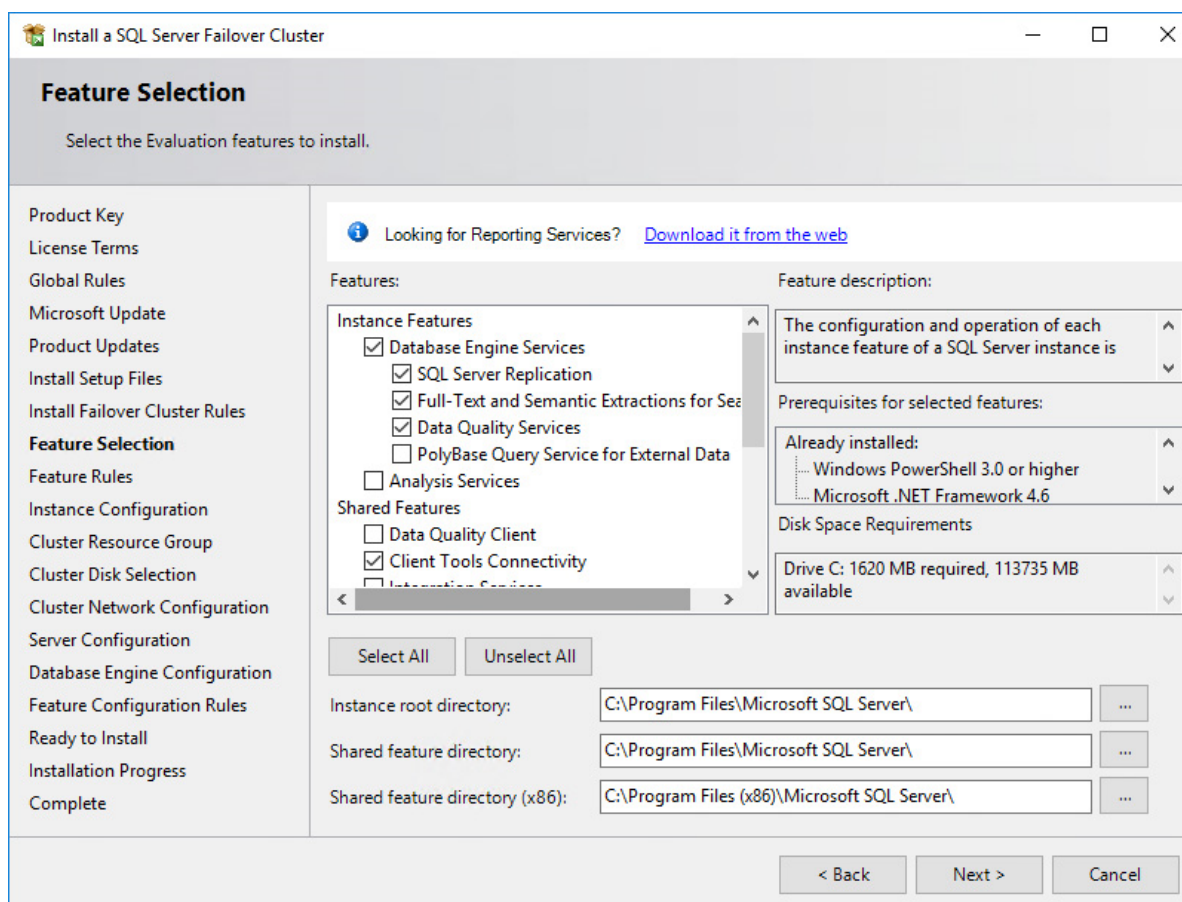 Install a SQL Server Failover Cluster
Feature Selection
Select the Evaluation features to install.
Product Key
License Terms
Global Rules
Microsoft Update
Product Updates
Install Setup Files
Install Failover Cluster Rules
Feature Selection
Feature Rules
Instance Configuration
Cluster Resource Group
Cluster Disk Selection
Cluster Network Configuration
Server Configuration
Database Engine Configuration
Feature Configuration Rules
Ready to Install
Installation Progress
Complete
Looking for Reporting Services? Download it from the web
Features:
Instance Features
Database Engine Services
SQL Server Replication
Full-Text and Semantic Extractions for Sea
Data Quality Services
PolyBase Query Service for External Data
Analysis Services
Shared Features
Data Quality Client
Client Tools Connectivity
Feature description:
The configuration and operation of each
instance feature of a SQL Server instance is
Prerequisites for selected features:
Already installed:
Windows PowerShell 3.0 or higher
Microsoft .NET Framework 4.6
Disk Space Requirements
Drive C: 1620 MB required, 113735 MB
available
Select All
Unselect All
Instance root directory:
C:\Program Files\Microsoft SQL Server\
...
Shared feature directory:
C:\Program Files\Microsoft SQL Server\
...
Shared feature directory (x86):
C:\Program Files (x86)\Microsoft SQL Server\
...
< Back
Next >
Cancel